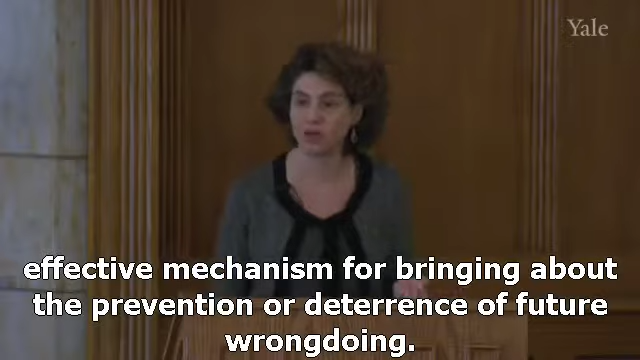 Yale
effective mechanism for bringing about
the prevention or deterrence of future
wrongdoing.